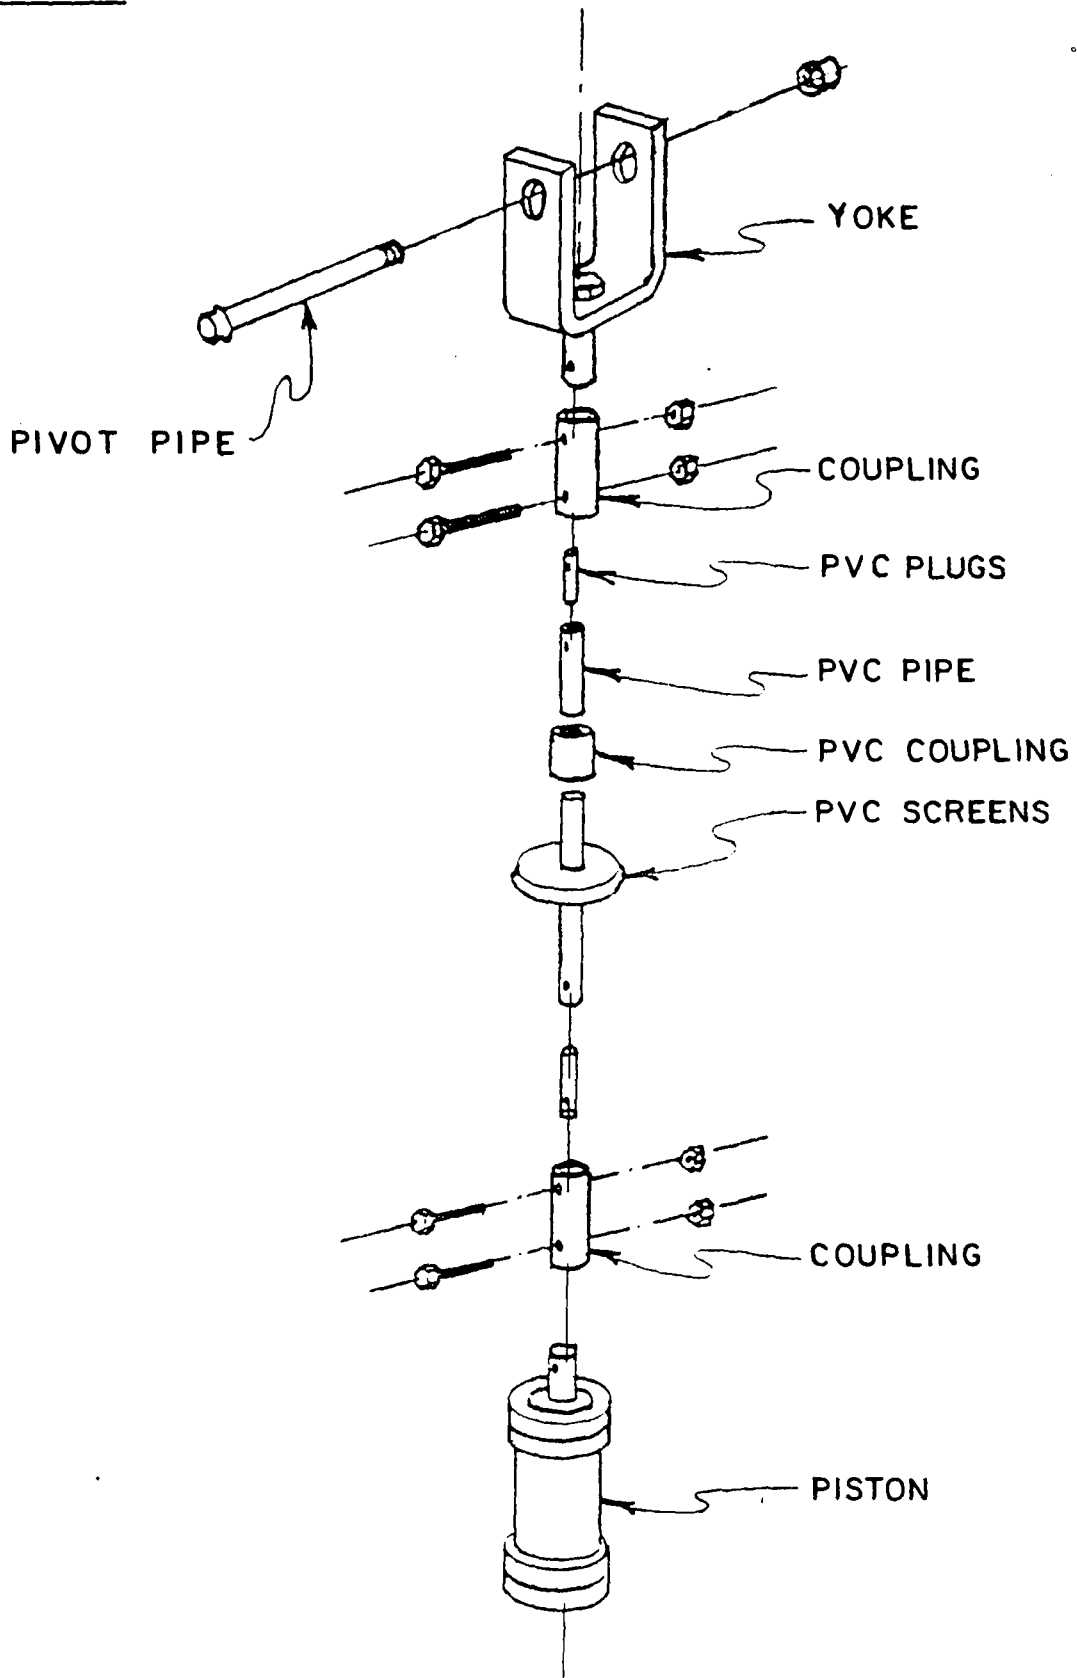 YOKE
PIVOT PIPE
COUPLING
PVC PLUGS
PVC PIPE
PVC COUPLING
PVC SCREENS
COUPLING
PISTON